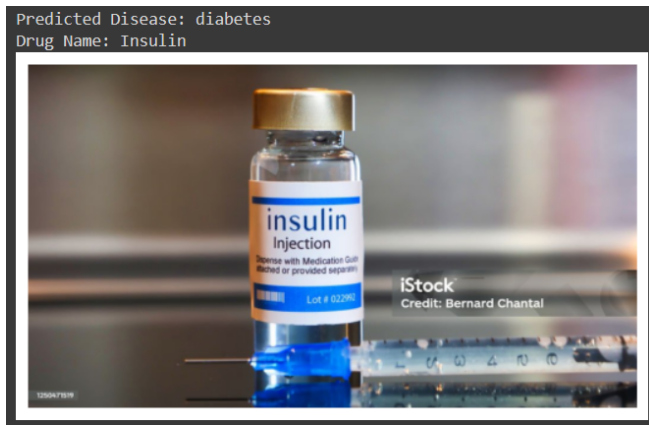 Predicted Disease: diabetes
Drug Name: Insulin
insulin
Injection
Dispense with Medication Guide
attached or provided separately
Lot # 022992
iStock
Credit: Bernard Chantal
1250471519